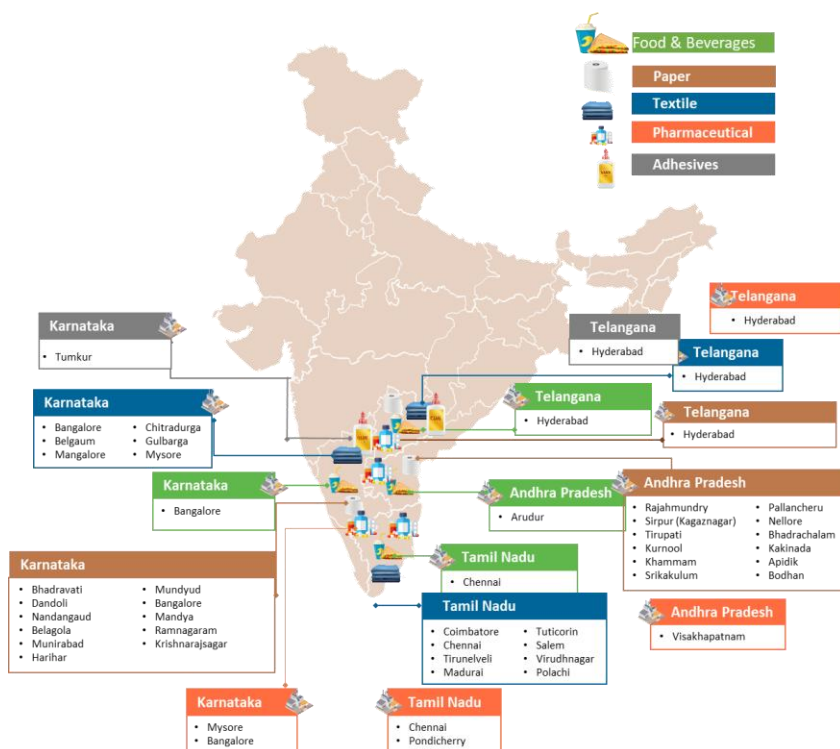 Food & Beverages
Paper
Textile
Pharmaceutical
Adhesives
Telangana
• Hyderabad
Karnataka
• Tumkur
Telangana
• Hyderabad
Telangana
• Hyderabad
Karnataka
• Bangalore
• Belgaum
• Mangalore
• Chitradurga
• Gulbarga
• Mysore
Telangana
• Hyderabad
Telangana
• Hyderabad
Karnataka
• Bangalore
Andhra Pradesh
• Arudur
Andhra Pradesh
• Rajahmundry
• Sirpur (Kagaznagar)
• Tirupati
• Kurnool
• Khammam
• Srikakulam
• Pallancheru
• Nellore
• Bhadrachalam
• Kakinada
• Apidik
• Bodhan
Karnataka
• Bhadravati
• Dandoli
• Nandangaud
• Belagola
• Munirabad
• Harihar
• Mundyud
• Bangalore
• Mandya
• Ramnagaram
• Krishnarajsagar
Tamil Nadu
• Chennai
Tamil Nadu
• Coimbatore
• Chennai
• Tirunelveli
• Madurai
• Tuticorin
• Salem
• Virudhnagar
• Polachi
Andhra Pradesh
• Visakhapatnam
Karnataka
• Mysore
• Bangalore
Tamil Nadu
• Chennai
• Pondicherry